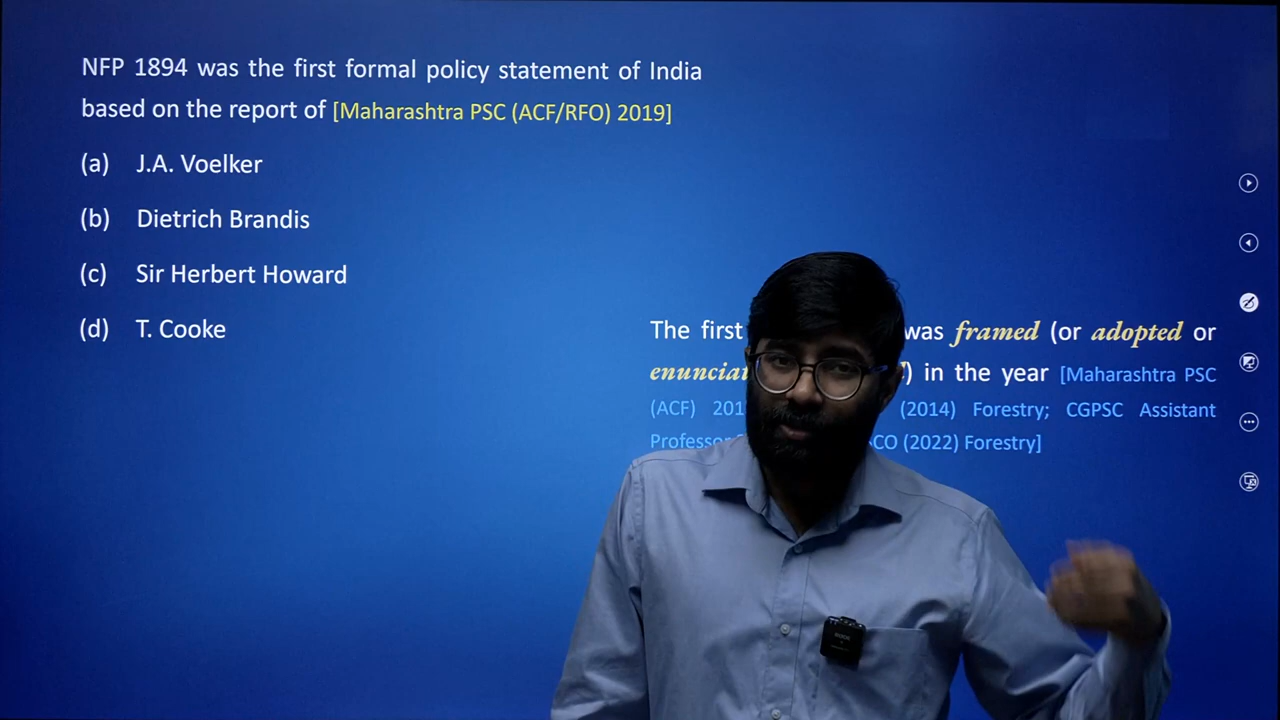 NFP 1894 was the first formal policy statement of India
based on the report of [Maharashtra PSC (ACF/RFO) 2019]
(a) J.A. Voelker
(b) Dietrich Brandis
(c) Sir Herbert Howard
(d) T. Cooke
The first was framed (or adopted or
) in the year [Maharashtra PSC
(ACF) (2014) Forestry; CGPSC Assistant
(2022) Forestry]